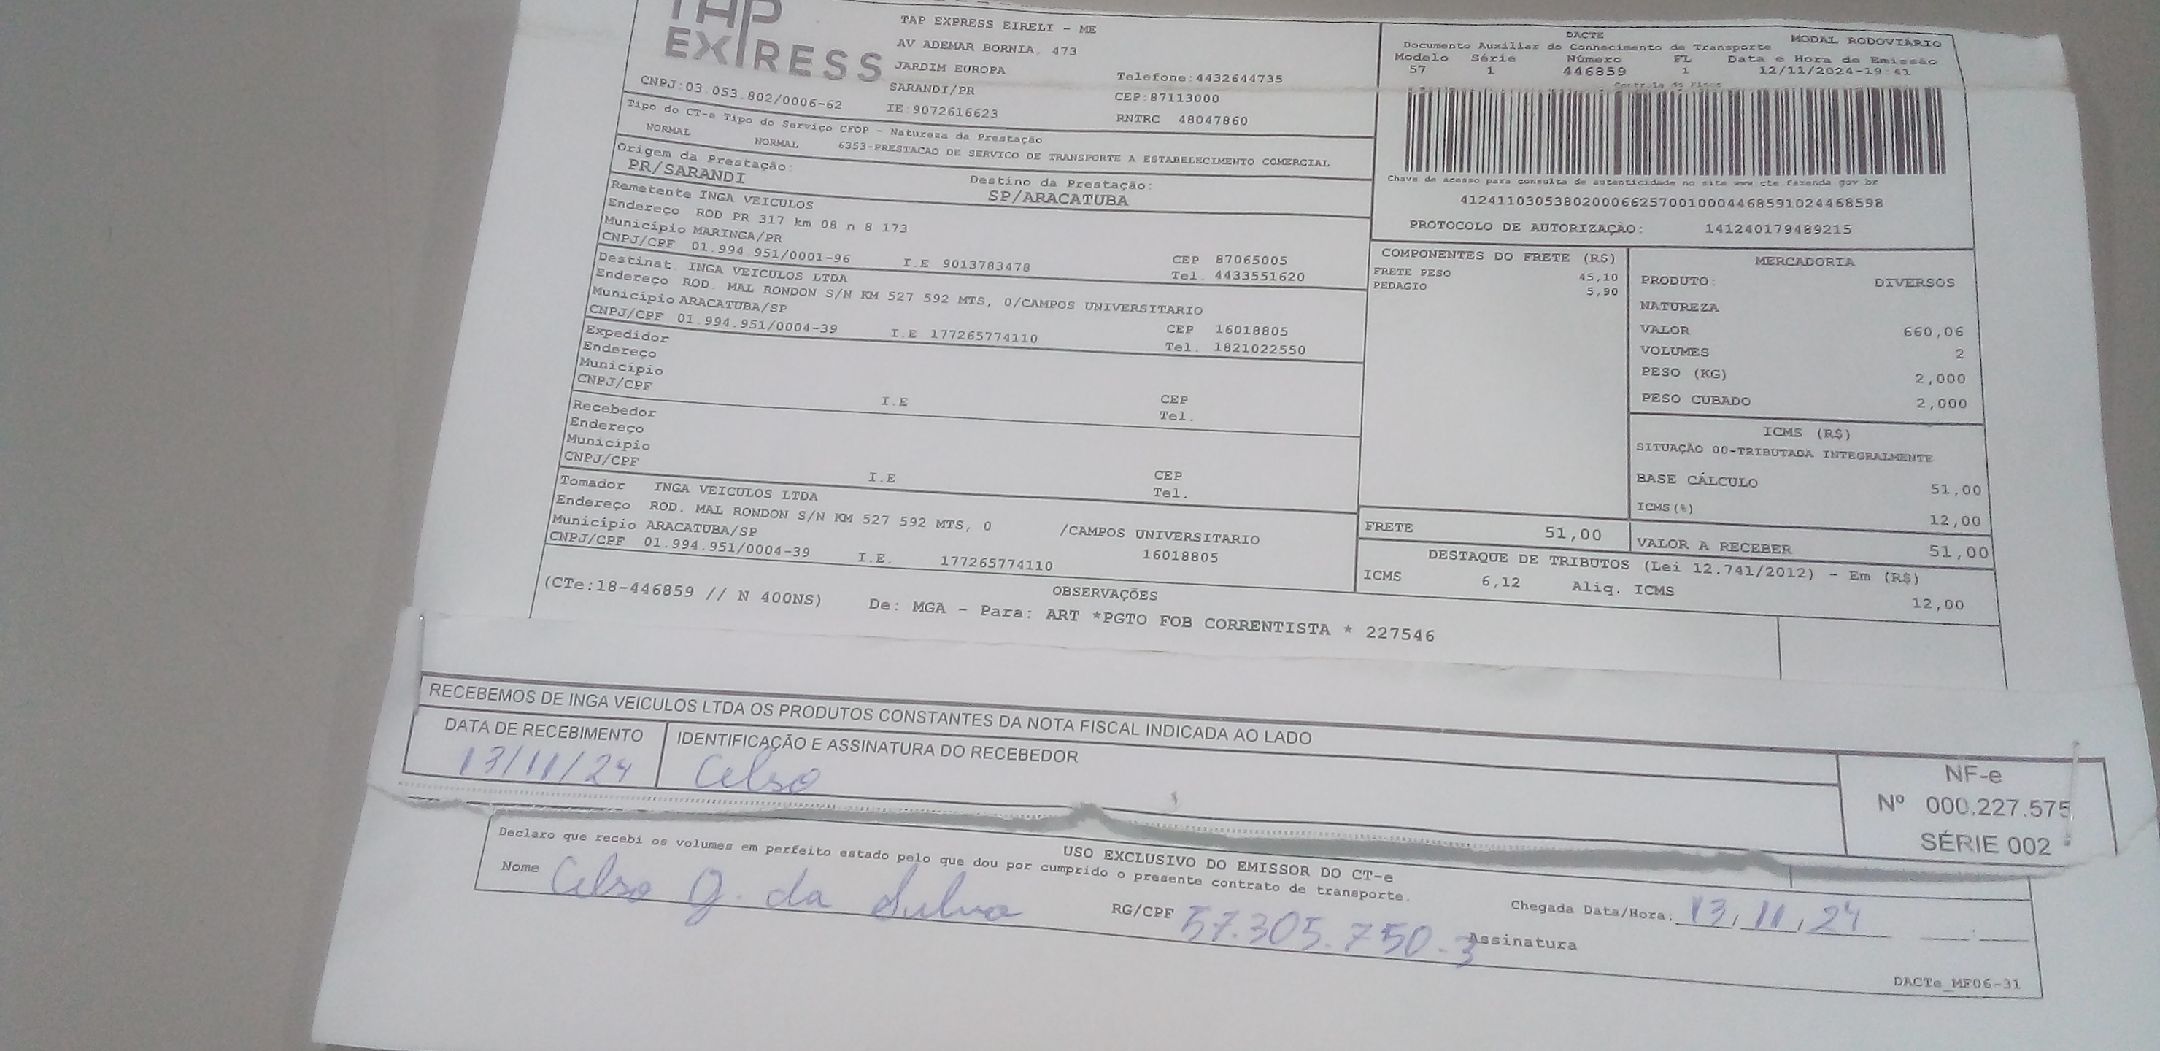 TAP
EXPRESS
TAP EXPRESS EIRELI - ME
AV ADEMAR BORNIA, 473
JARDIM EUROPA
Telefone:4432644735
SARANDI/PR
CEP:87113000
CNPJ:03.053.802/0006-62
IE:9072616623
RNTRC 48047860
Tipo do CT-e Tipo do Serviço CFOP - Natureza da Prestação
NORMAL NORMAL 6353-PRESTACAO DE SERVICO DE TRANSPORTE A ESTABELECIMENTO COMERCIAL
Origem da Prestação:
PR/SARANDI
Destino da Prestação:
SP/ARACATUBA
Remetente INGA VEICULOS
Endereço ROD PR 317 km 08 n 8 173
Município MARINGA/PR
CEP 87065005
CNPJ/CPF 01.994.951/0001-96 I.E 9013783478 Tel. 4433551620
Destinat. INGA VEICULOS LTDA
Endereço ROD. MAL RONDON S/N KM 527 592 MTS, 0/CAMPOS UNIVERSITARIO
Município ARACATUBA/SP
CEP 16018805
CNPJ/CPF 01.994.951/0004-39 I.E 177265774110 Tel. 1821022550
Expedidor
Endereço
Município
CEP
CNPJ/CPF I.E Tel.
Recebedor
Endereço
Município
CEP
CNPJ/CPF I.E Tel.
Tomador INGA VEICULOS LTDA
Endereço ROD. MAL RONDON S/N KM 527 592 MTS, 0 /CAMPOS UNIVERSITARIO
Município ARACATUBA/SP
16018805
CNPJ/CPF 01.994.951/0004-39 I.E. 177265774110
OBSERVAÇÕES
(CTe:18-446859 // N 400NS) De: MGA - Para: ART *PGTO FOB CORRENTISTA * 227546
DACTE
MODAL RODOVIARIO
Documento Auxiliar do Conhecimento de Transporte
Modelo Série Número FL Data e Hora de Emissão
57 1 446859 1 12/11/2024-19:41
Controle do Fisco
Chave de acesso para consulta de autenticidade no site www cte fazenda gov br
41241103053802000662570010004468591024468598
PROTOCOLO DE AUTORIZAÇÃO: 141240179489215
COMPONENTES DO FRETE (R$)
FRETE PESO 45,10
PEDAGIO 5,90
MERCADORIA
PRODUTO: DIVERSOS
NATUREZA
VALOR 660,06
VOLUMES 2
PESO (KG) 2,000
PESO CUBADO 2,000
ICMS (R$)
SITUAÇÃO 00-TRIBUTADA INTEGRALMENTE
BASE CÁLCULO 51,00
ICMS(%) 12,00
FRETE 51,00
VALOR A RECEBER 51,00
DESTAQUE DE TRIBUTOS (Lei 12.741/2012) - Em (R$)
ICMS 6,12 Aliq. ICMS 12,00
RECEBEMOS DE INGA VEICULOS LTDA OS PRODUTOS CONSTANTES DA NOTA FISCAL INDICADA AO LADO
DATA DE RECEBIMENTO
13/11/24
IDENTIFICAÇÃO E ASSINATURA DO RECEBEDOR
Celso
NF-e
Nº 000.227.575
SÉRIE 002
USO EXCLUSIVO DO EMISSOR DO CT-e
Declaro que recebi os volumes em perfeito estado pelo que dou por cumprido o presente contrato de transporte.
Nome Celso J. da Silva RG/CPF 57.305.750-3 Assinatura
Chegada Data/Hora: 13/11/24
DACTe_MF06-31